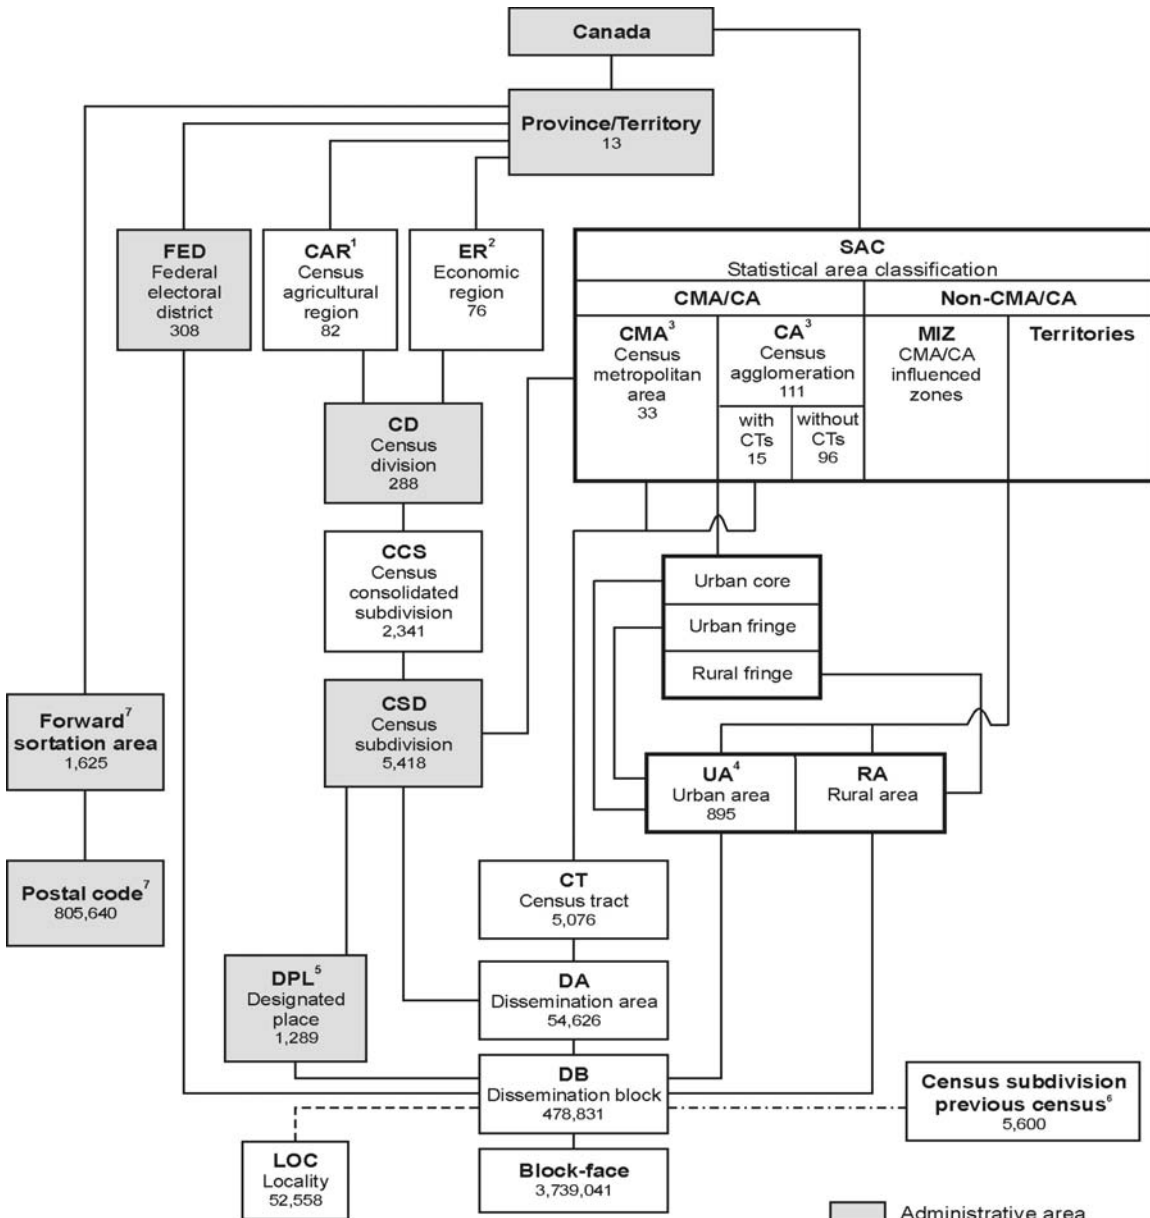 Canada
Province/Territory
13
FED
Federal
electoral
district
308
CAR1
Census
agricultural
region
82
ER2
Economic
region
76
SAC
Statistical area classification
CMA/CA
Non-CMA/CA
CMA3
Census
metropolitan
area
33
CA3
Census
agglomeration
111
with
CTs
15
without
CTs
96
MIZ
CMA/CA
influenced
zones
Territories
CD
Census
division
288
CCS
Census
consolidated
subdivision
2,341
Urban core
Urban fringe
Rural fringe
Forward7
sortation area
1,625
CSD
Census
subdivision
5,418
UA4
Urban area
895
RA
Rural area
Postal code7
805,640
CT
Census tract
5,076
DPL5
Designated
place
1,289
DA
Dissemination area
54,626
DB
Dissemination block
478,831
Census subdivision
previous census6
5,600
LOC
Locality
52,558
Block-face
3,739,041
Administrative area